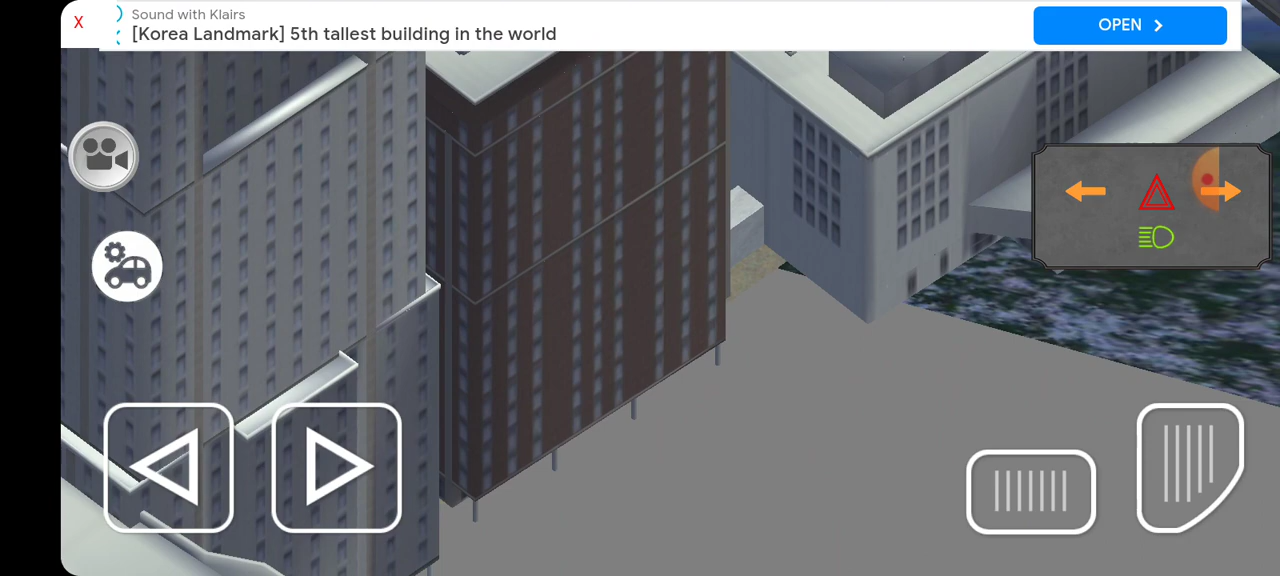 X
Sound with Klairs
[Korea Landmark] 5th tallest building in the world
OPEN